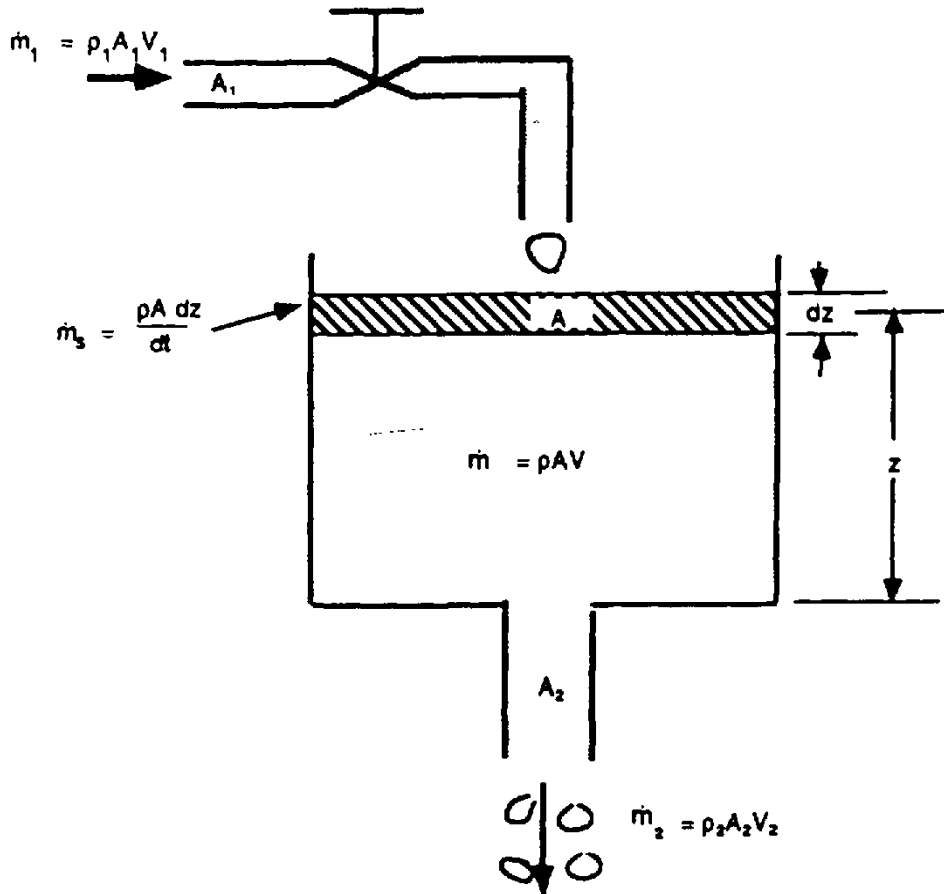 ṁ₁ = ρ₁A₁V₁
A₁
A
dz
ṁₛ = ρA dz
dt
ṁ = ρAV
z
A₂
ṁ₂ = ρ₂A₂V₂